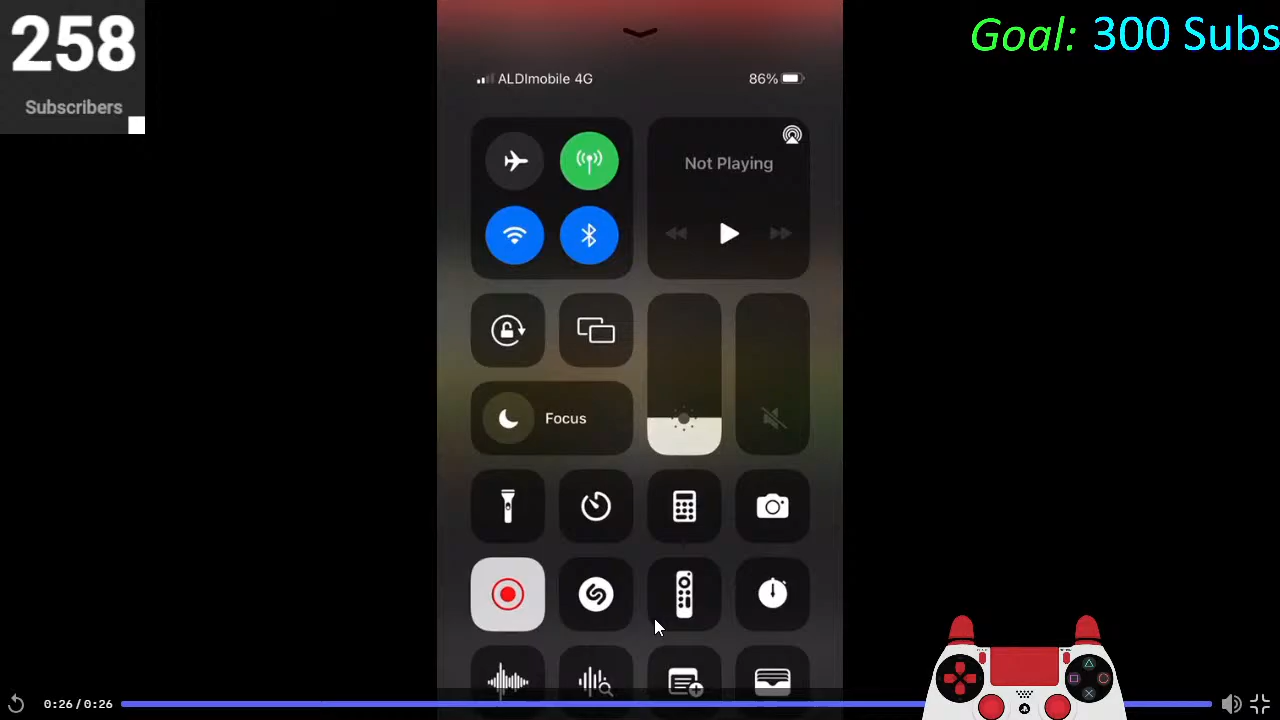 258
Subscribers
Goal: 300 Subs
ALDImobile 4G
86%
Not Playing
Focus
0:26 / 0:26